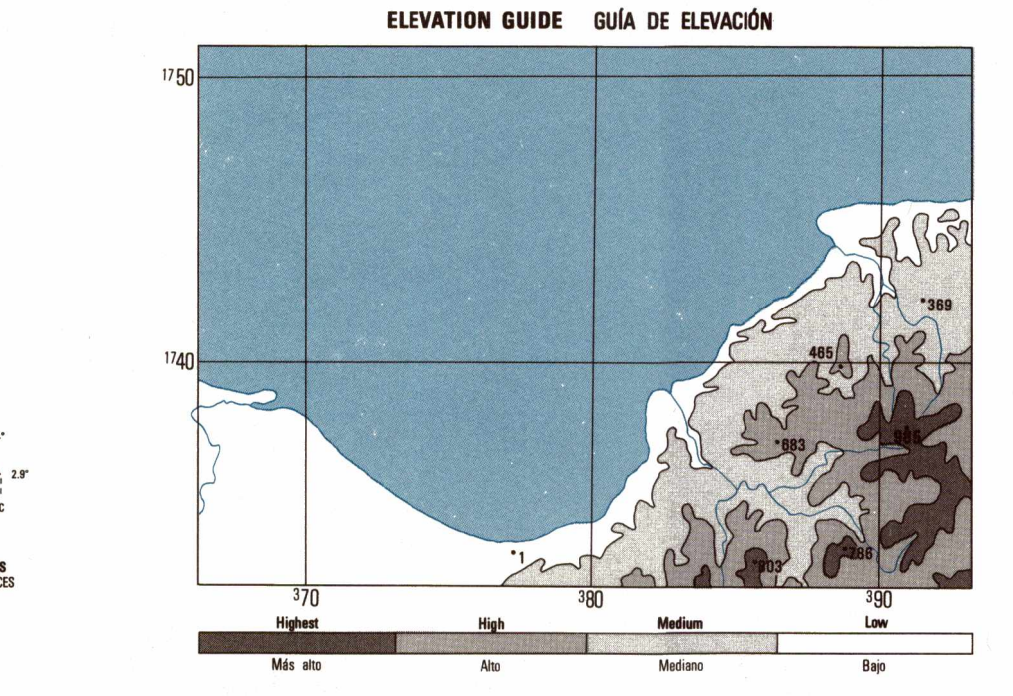 ELEVATION GUIDE GUÍA DE ELEVACIÓN
1750
369
1740
465
683
2.9°
C
1
786
S
CES
370
380
390
Highest High Medium Low
Más alto Alto Mediano Bajo